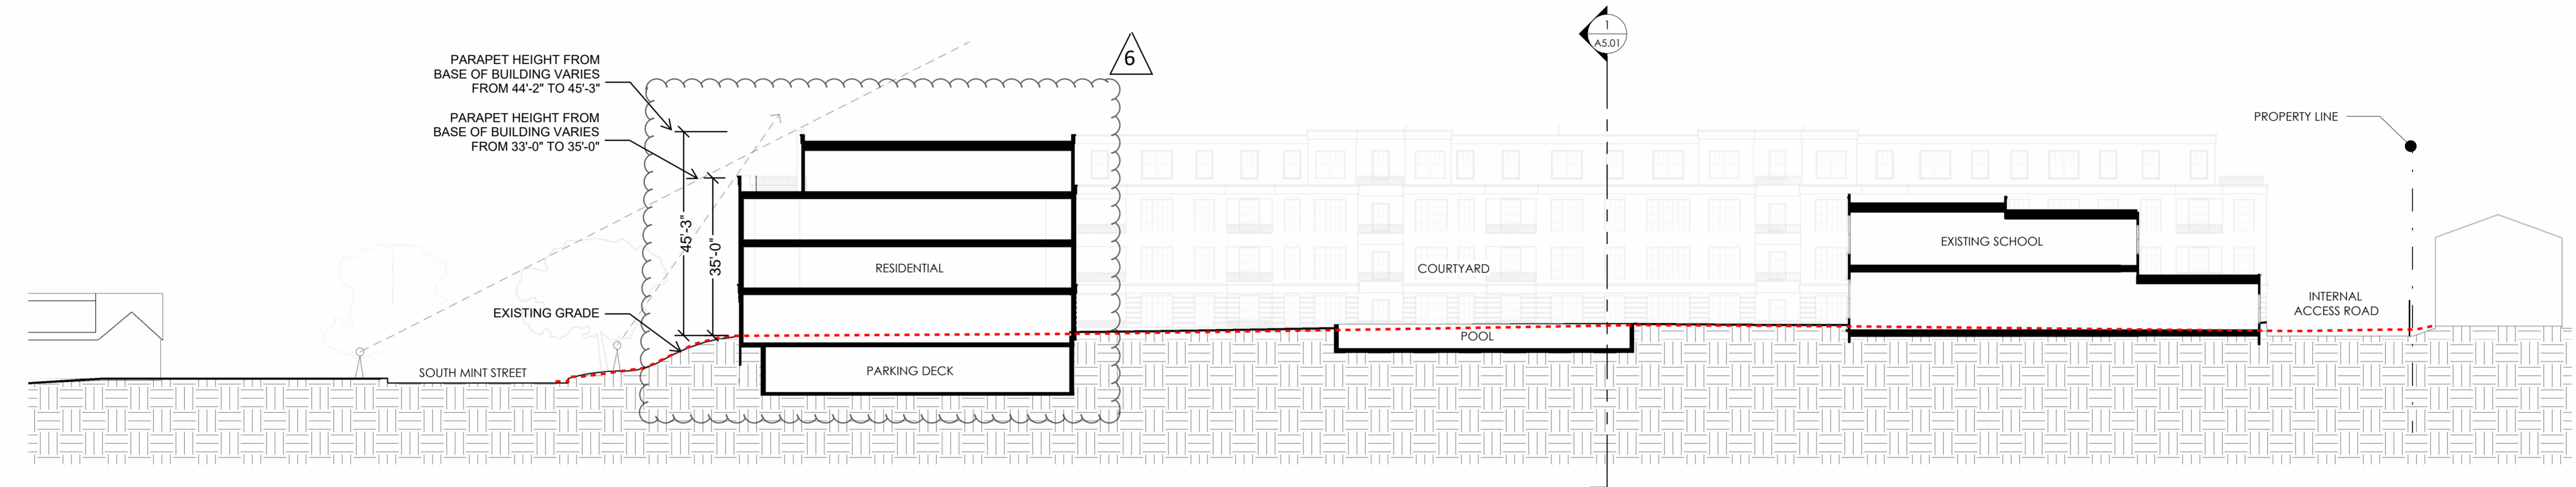 PARAPET HEIGHT FROM
BASE OF BUILDING VARIES
FROM 44'-2" TO 45'-3"
PARAPET HEIGHT FROM
BASE OF BUILDING VARIES
FROM 33'-0" TO 35'-0"
6
1
A5.01
PROPERTY LINE
45'-3"
35'-0"
RESIDENTIAL
COURTYARD
EXISTING SCHOOL
EXISTING GRADE
INTERNAL
ACCESS ROAD
POOL
SOUTH MINT STREET
PARKING DECK